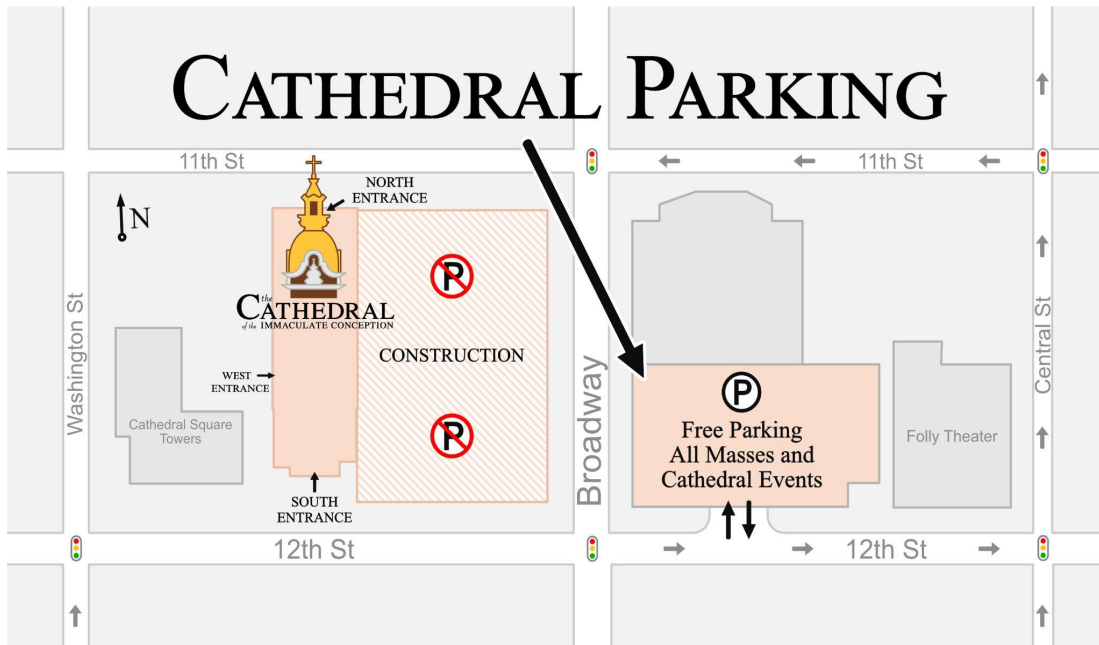 CATHEDRAL PARKING
11th St
11th St
N
NORTH
ENTRANCE
the
CATHEDRAL
of the IMMACULATE CONCEPTION
P
CONSTRUCTION
P
WEST
ENTRANCE
SOUTH
ENTRANCE
Cathedral Square
Towers
Washington St
Broadway
P
Free Parking
All Masses and
Cathedral Events
Folly Theater
Central St
12th St
12th St